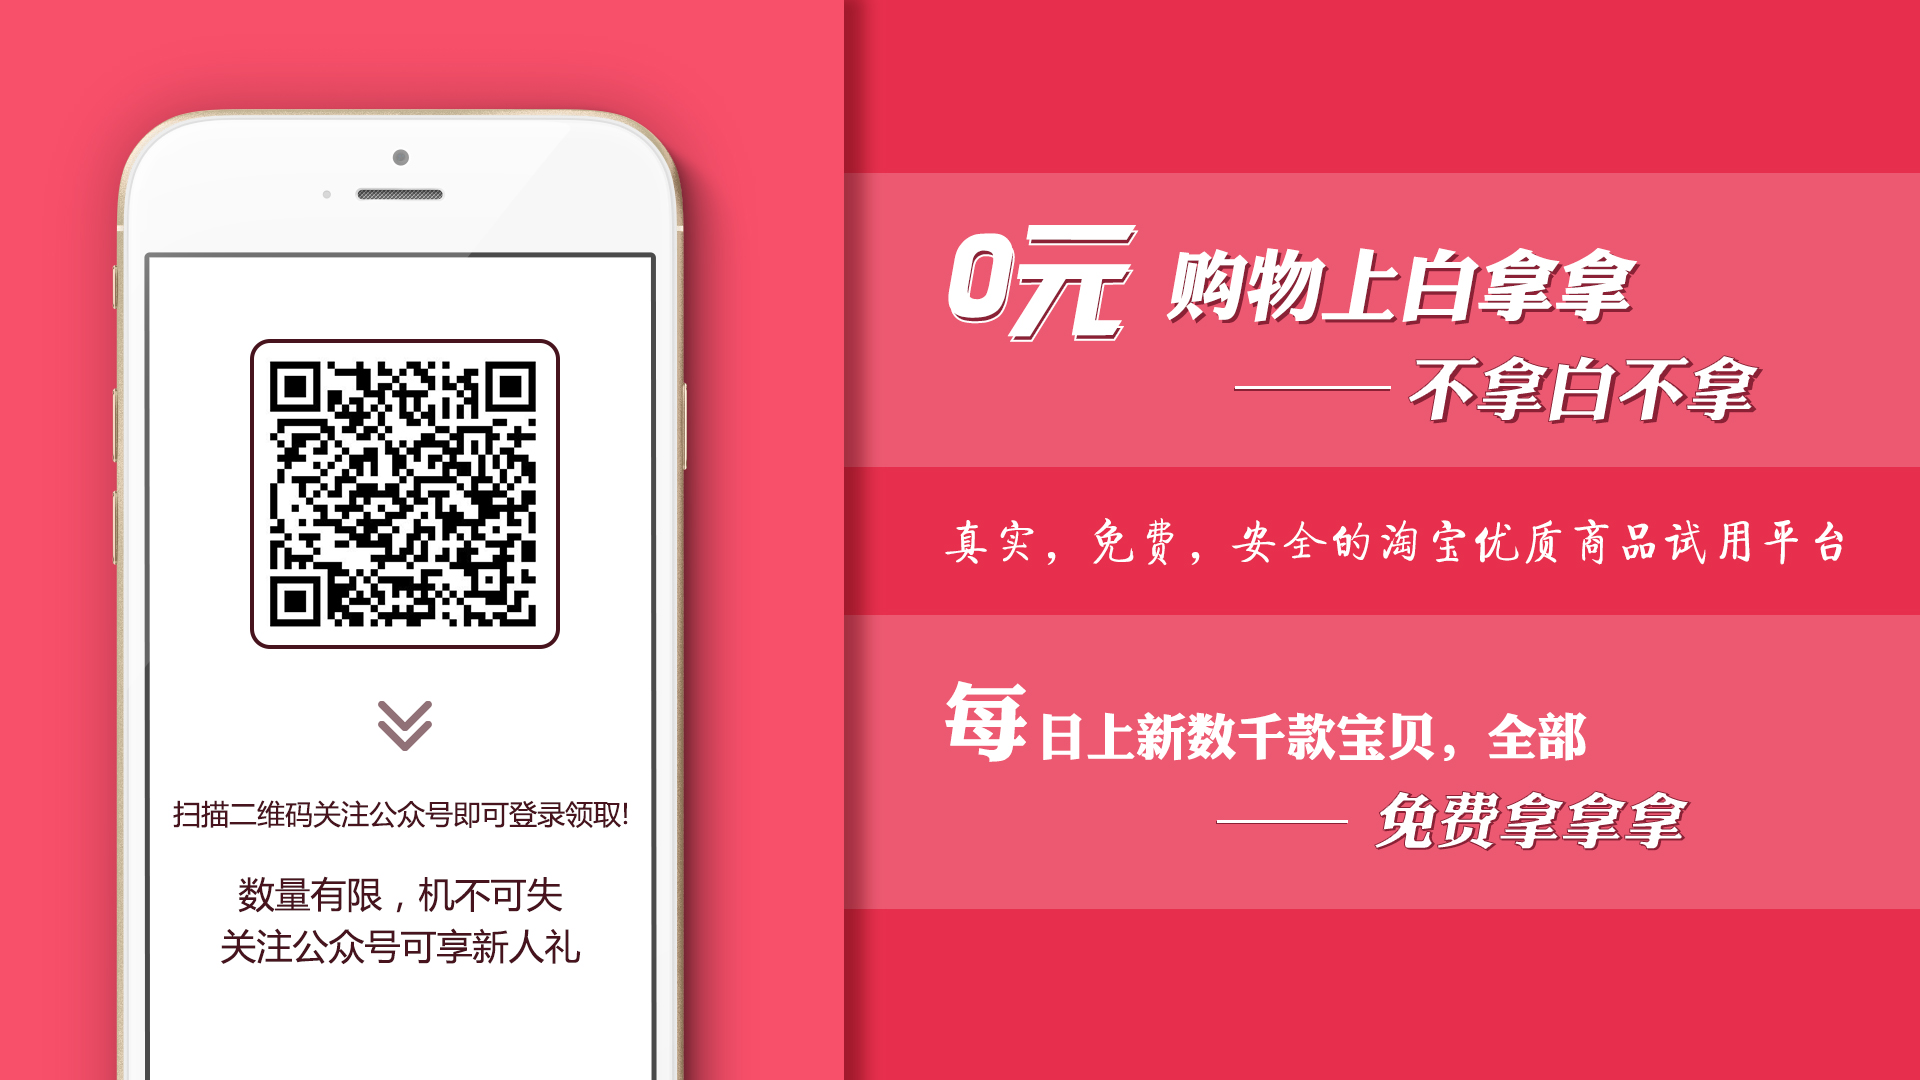 扫描二维码关注公众号即可登录领取!
数量有限，机不可失
关注公众号可享新人礼
0元 购物上白拿拿
—— 不拿白不拿
真实，免费，安全的淘宝优质商品试用平台
每日上新数千款宝贝，全部
—— 免费拿拿拿